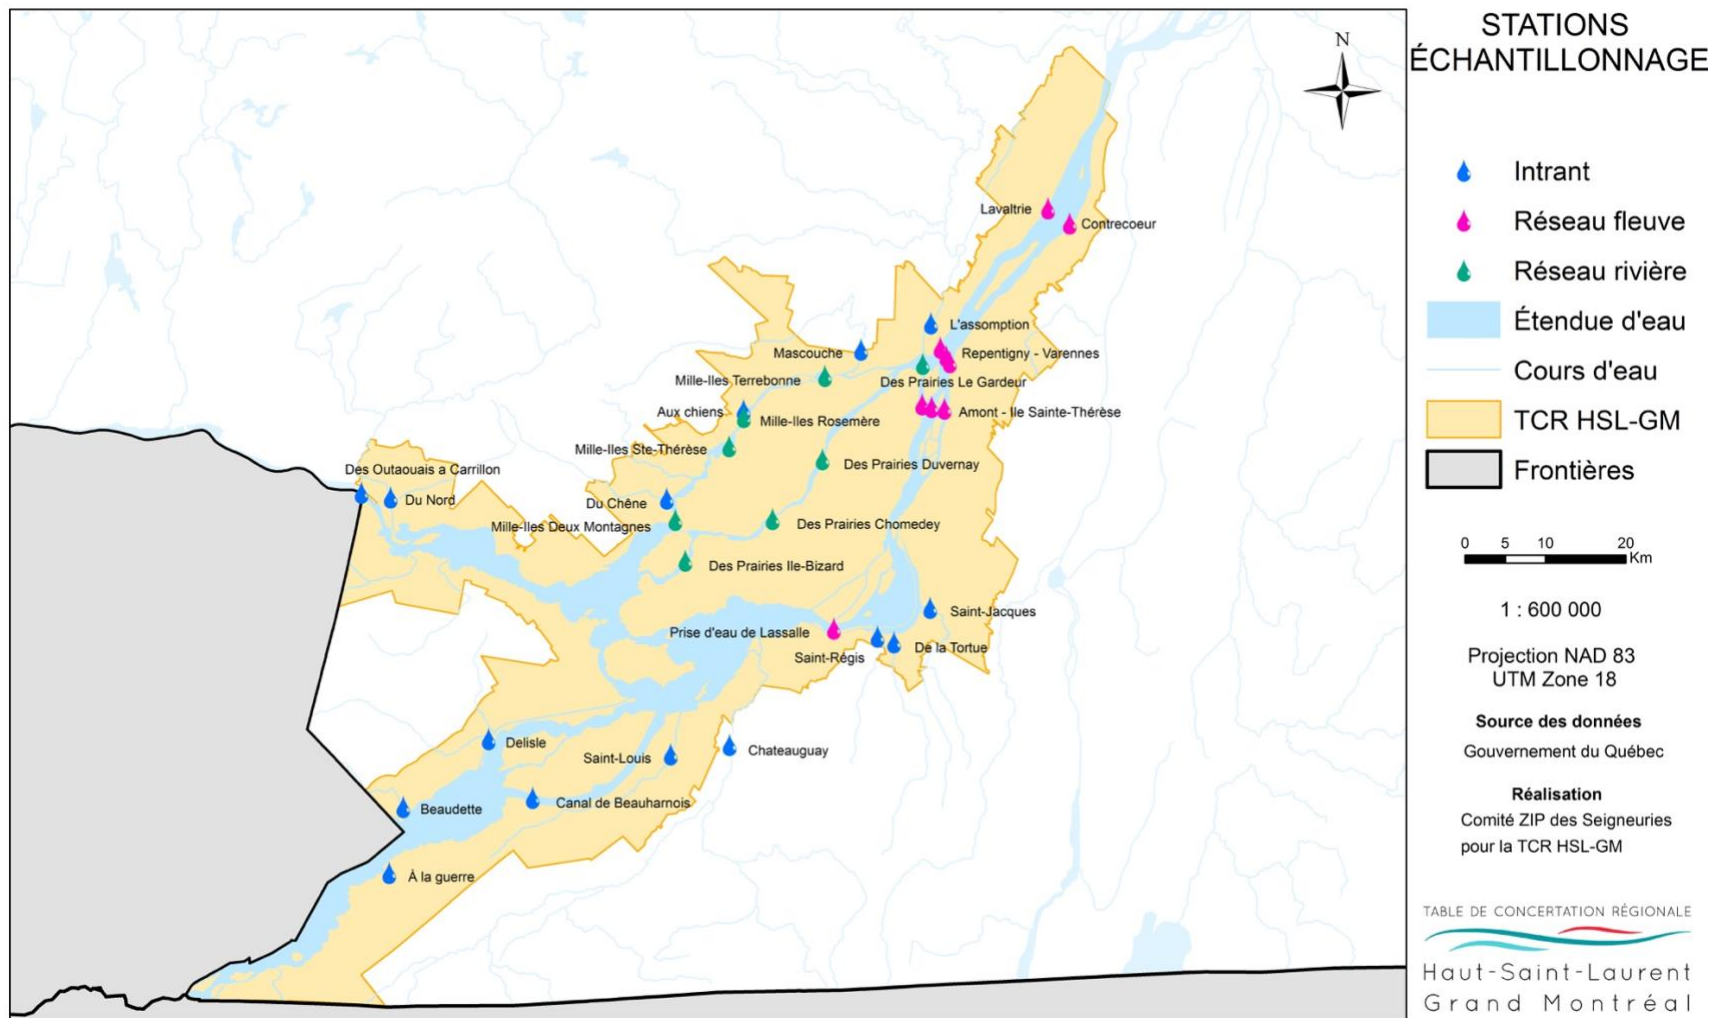 STATIONS
ÉCHANTILLONNAGE
N
Intrant
Réseau fleuve
Réseau rivière
Étendue d'eau
Cours d'eau
TCR HSL-GM
Frontières
0 5 10 20
Km
1 : 600 000
Projection NAD 83
UTM Zone 18
Source des données
Gouvernement du Québec
Réalisation
Comité ZIP des Seigneuries
pour la TCR HSL-GM
TABLE DE CONCERTATION RÉGIONALE
Haut-Saint-Laurent
Grand Montréal
Lavaltrie
Contrecoeur
L'assomption
Mascouche
Repentigny - Varennes
Mille-Iles Terrebonne
Des Prairies Le Gardeur
Aux chiens
Amont - Ile Sainte-Thérèse
Mille-Iles Rosemère
Mille-Iles Ste-Thérèse
Des Prairies Duvernay
Des Outaouais a Carrillon
Du Nord
Du Chêne
Mille-Iles Deux Montagnes
Des Prairies Chomedey
Des Prairies Ile-Bizard
Saint-Jacques
Prise d'eau de Lassalle
De la Tortue
Saint-Régis
Delisle
Saint-Louis
Chateauguay
Beaudette
Canal de Beauharnois
À la guerre